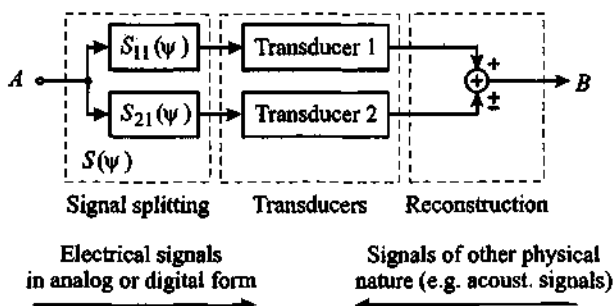 S₁₁(ψ)
Transducer 1
A
+
+
B
±
S₂₁(ψ)
Transducer 2
S(ψ)
Signal splitting
Transducers
Reconstruction
Electrical signals
in analog or digital form
Signals of other physical
nature (e.g. acoust. signals)